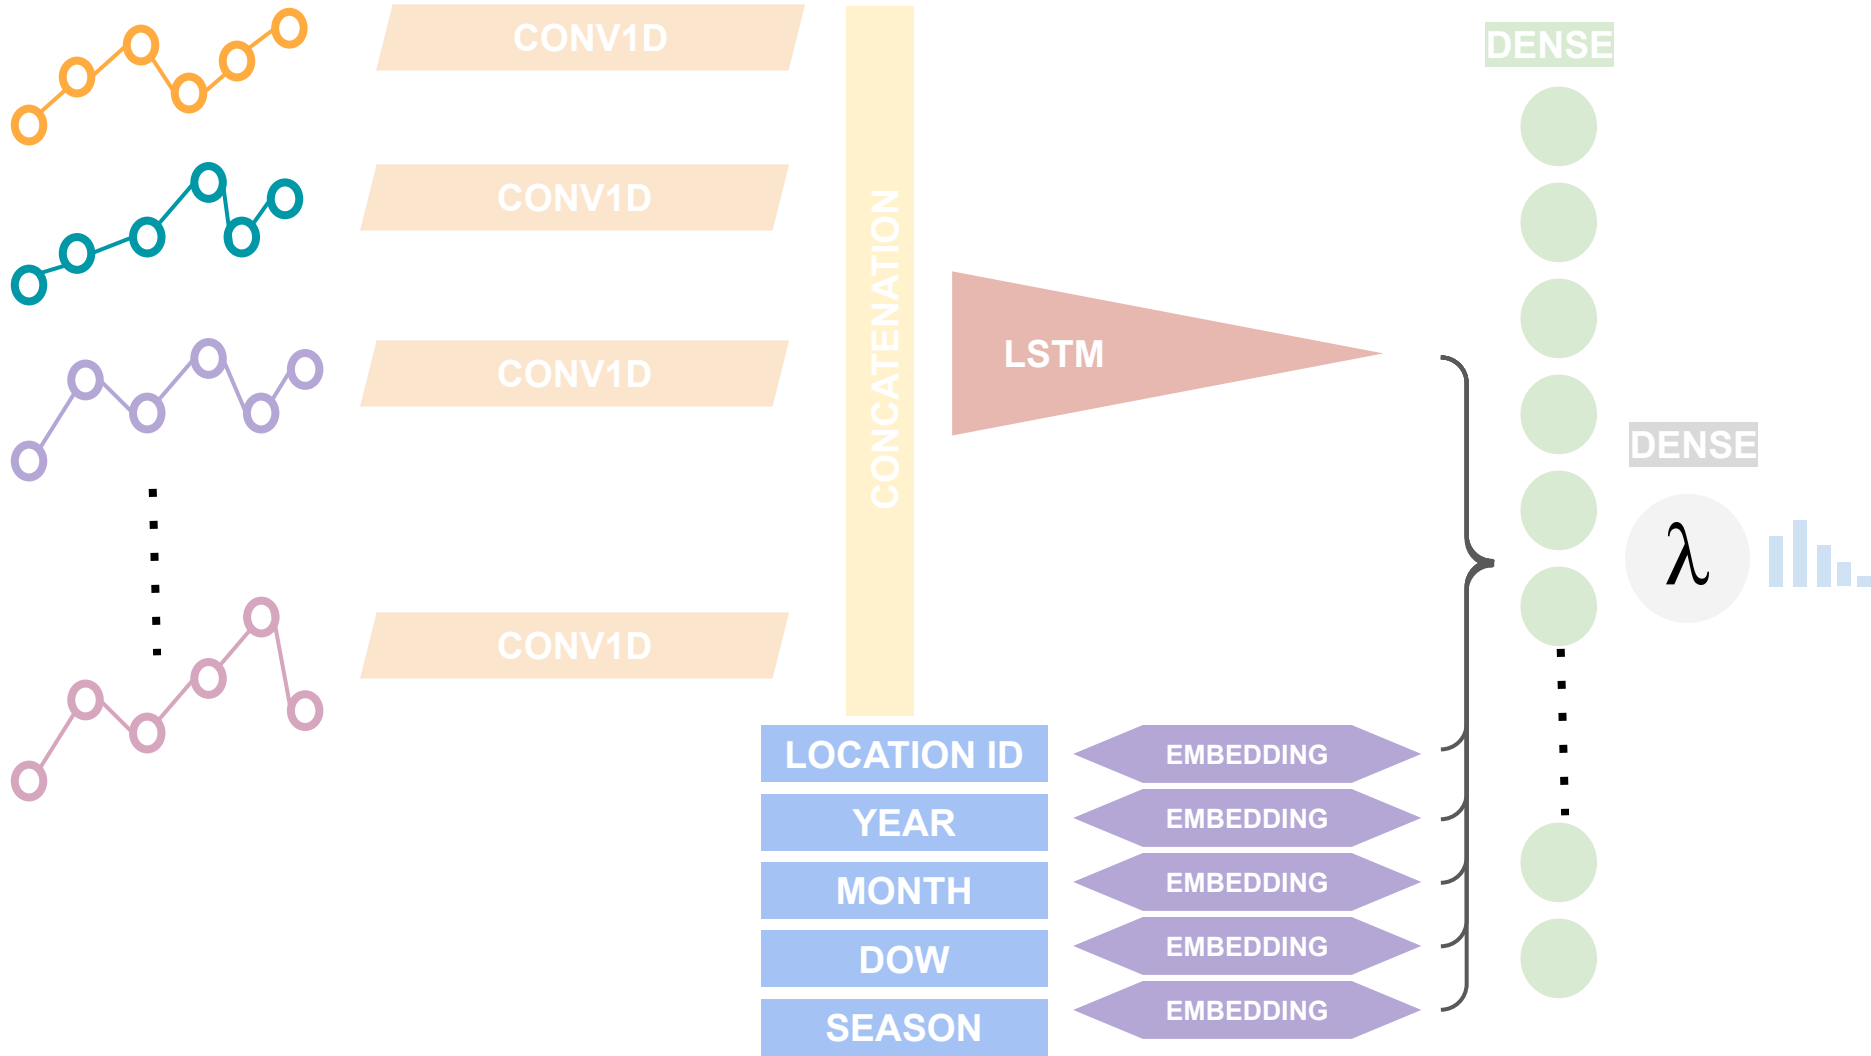 CONV1D
CONV1D
CONV1D
CONV1D
CONCATENATION
LSTM
LOCATION ID
YEAR
MONTH
DOW
SEASON
EMBEDDING
EMBEDDING
EMBEDDING
EMBEDDING
EMBEDDING
DENSE
DENSE
λ